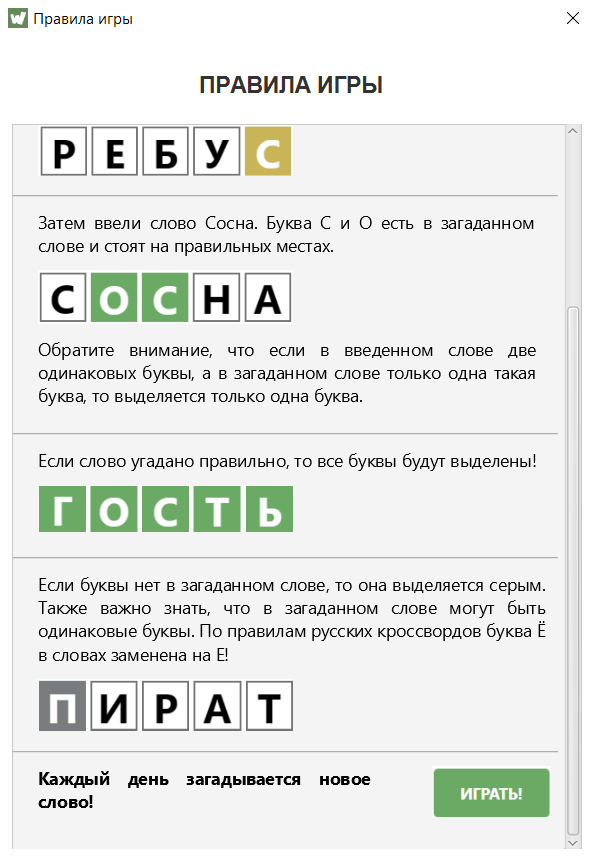 Правила игры
ПРАВИЛА ИГРЫ
РЕБУС
Затем ввели слово Сосна. Буква С и О есть в загаданном
слове и стоят на правильных местах.
СОСНА
Обратите внимание, что если в введенном слове две
одинаковых буквы, а в загаданном слове только одна такая
буква, то выделяется только одна буква.
Если слово угадано правильно, то все буквы будут выделены!
ГОСТЬ
Если буквы нет в загаданном слове, то она выделяется серым.
Также важно знать, что в загаданном слове могут быть
одинаковые буквы. По правилам русских кроссвордов буква Ё
в словах заменена на Е!
ПИРАТ
Каждый день загадывается новое
слово!
ИГРАТЬ!